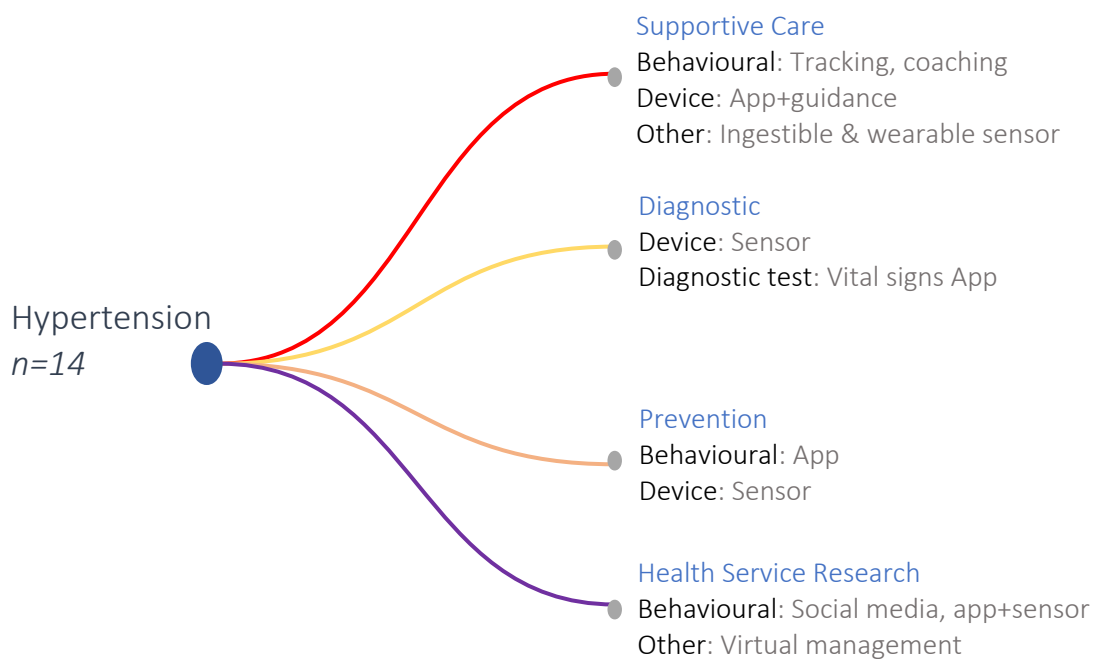 Supportive Care
Behavioural: Tracking, coaching
Device: App+guidance
Other: Ingestible & wearable sensor
Diagnostic
Device: Sensor
Diagnostic test: Vital signs App
Hypertension
n=14
Prevention
Behavioural: App
Device: Sensor
Health Service Research
Behavioural: Social media, app+sensor
Other: Virtual management